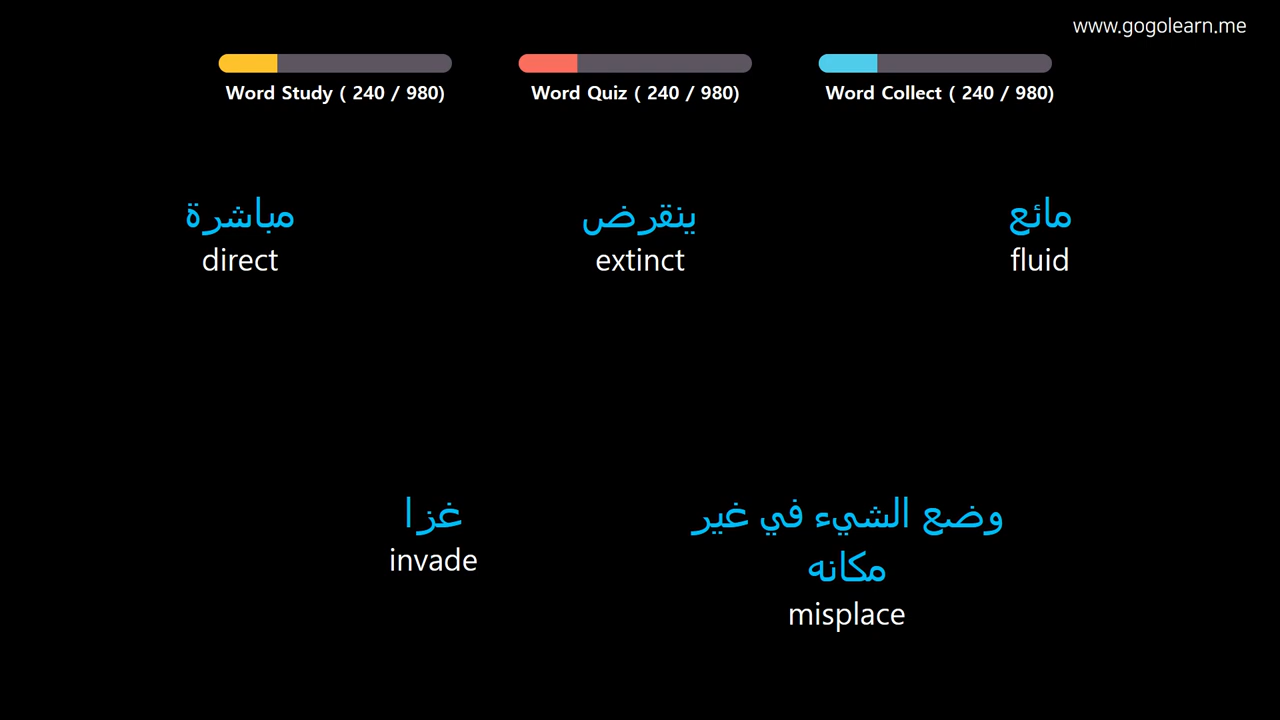 www.gogolearn.me
Word Study ( 240 / 980)
Word Quiz ( 240 / 980)
Word Collect ( 240 / 980)
مباشرة
direct
ينقرض
extinct
مائع
fluid
غزا
invade
وضع الشيء في غير
مكانه
misplace